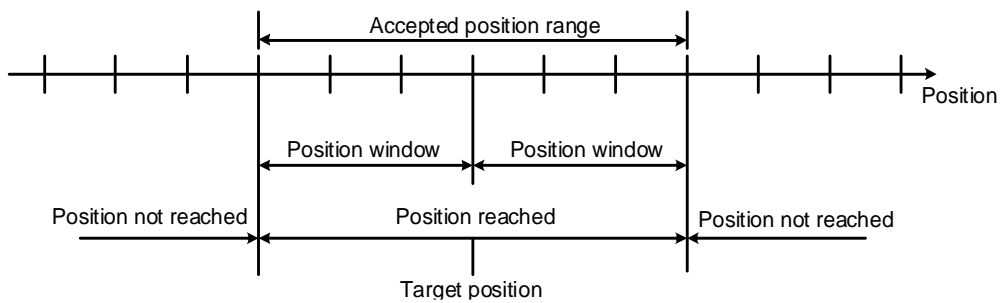 Accepted position range
Position
Position window
Position window
Position not reached
Position reached
Position not reached
Target position